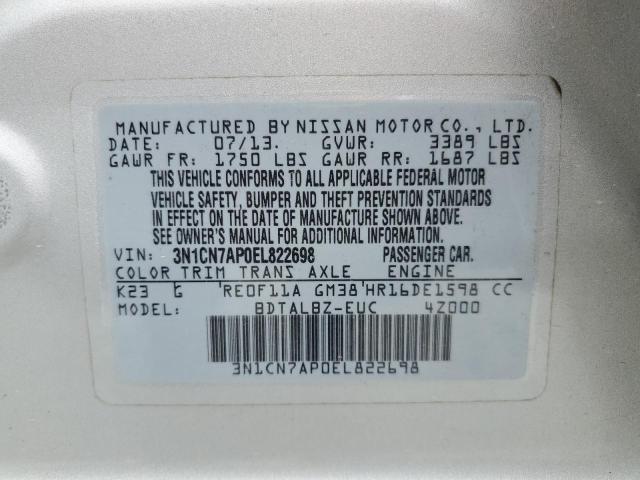 MANUFACTURED BY NISSAN MOTOR CO., LTD.
DATE: 07/13. GVWR: 3389 LBS
GAWR FR: 1750 LBS GAWR RR: 1687 LBS
THIS VEHICLE CONFORMS TO ALL APPLICABLE FEDERAL MOTOR
VEHICLE SAFETY, BUMPER AND THEFT PREVENTION STANDARDS
IN EFFECT ON THE DATE OF MANUFACTURE SHOWN ABOVE.
SEE OWNER'S MANUAL FOR ADDITIONAL INFORMATION.
VIN: 3N1CN7AP0EL822698 PASSENGER CAR.
COLOR TRIM TRANS AXLE ENGINE
K23 G RE0F11A GM38 HR16DE1598 CC
MODEL: BDTALBZ-EUC 4Z000
3N1CN7AP0EL822698